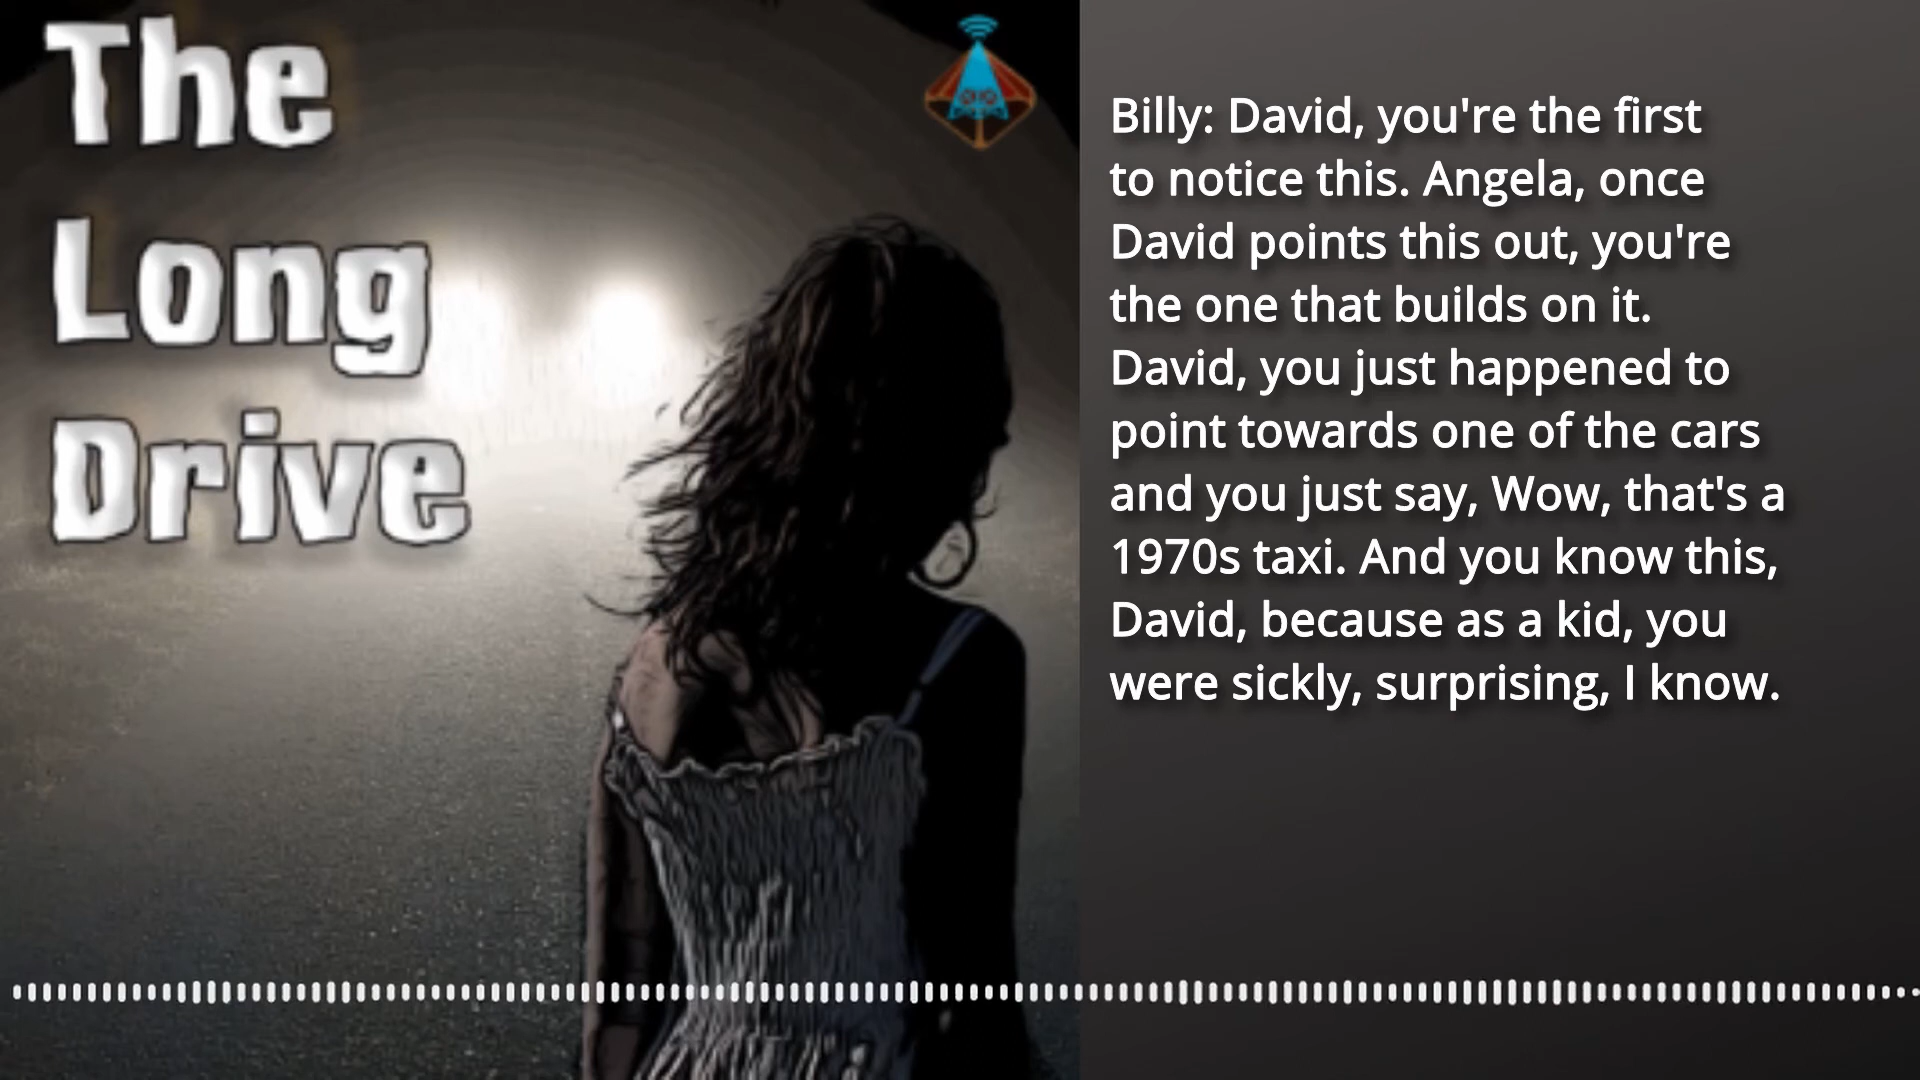 The
Long
Drive
Billy: David, you're the first
to notice this. Angela, once
David points this out, you're
the one that builds on it.
David, you just happened to
point towards one of the cars
and you just say, Wow, that's a
1970s taxi. And you know this,
David, because as a kid, you
were sickly, surprising, I know.